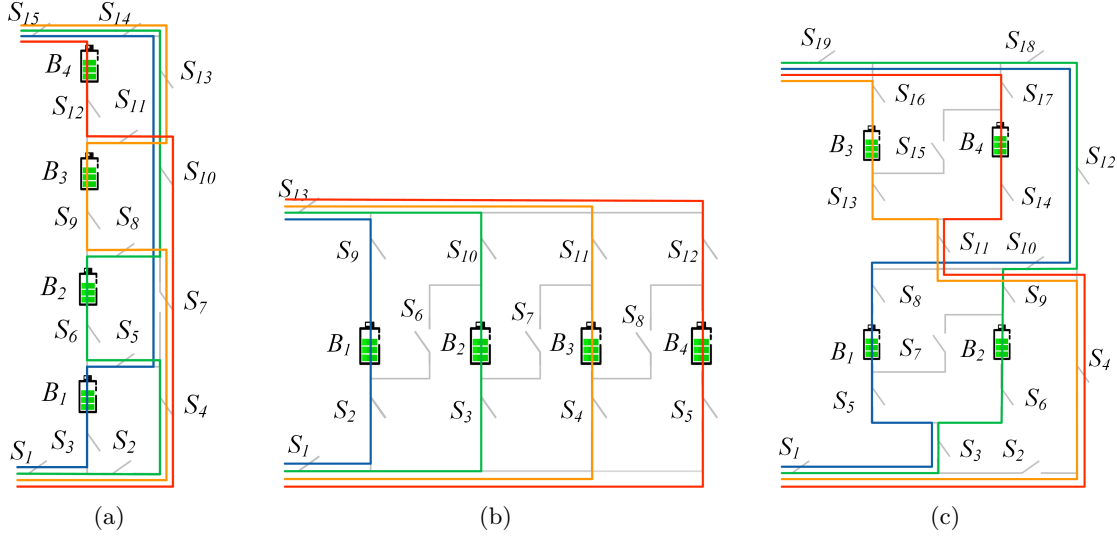 S15 S14
B4 S13
S12 S11
B3 S10
S9 S8
B2 S7
S6 S5
B1 S4
S1 S3 S2
(a)
S13
S9 S10 S11 S12
S6 S7 S8
B1 B2 B3 B4
S2 S3 S4 S5
S1
(b)
S19 S18
S16 S17
B3 S15 B4 S12
S13 S14
S11 S10
S8 S9
B1 S7 B2 S4
S5 S6
S1 S3 S2
(c)